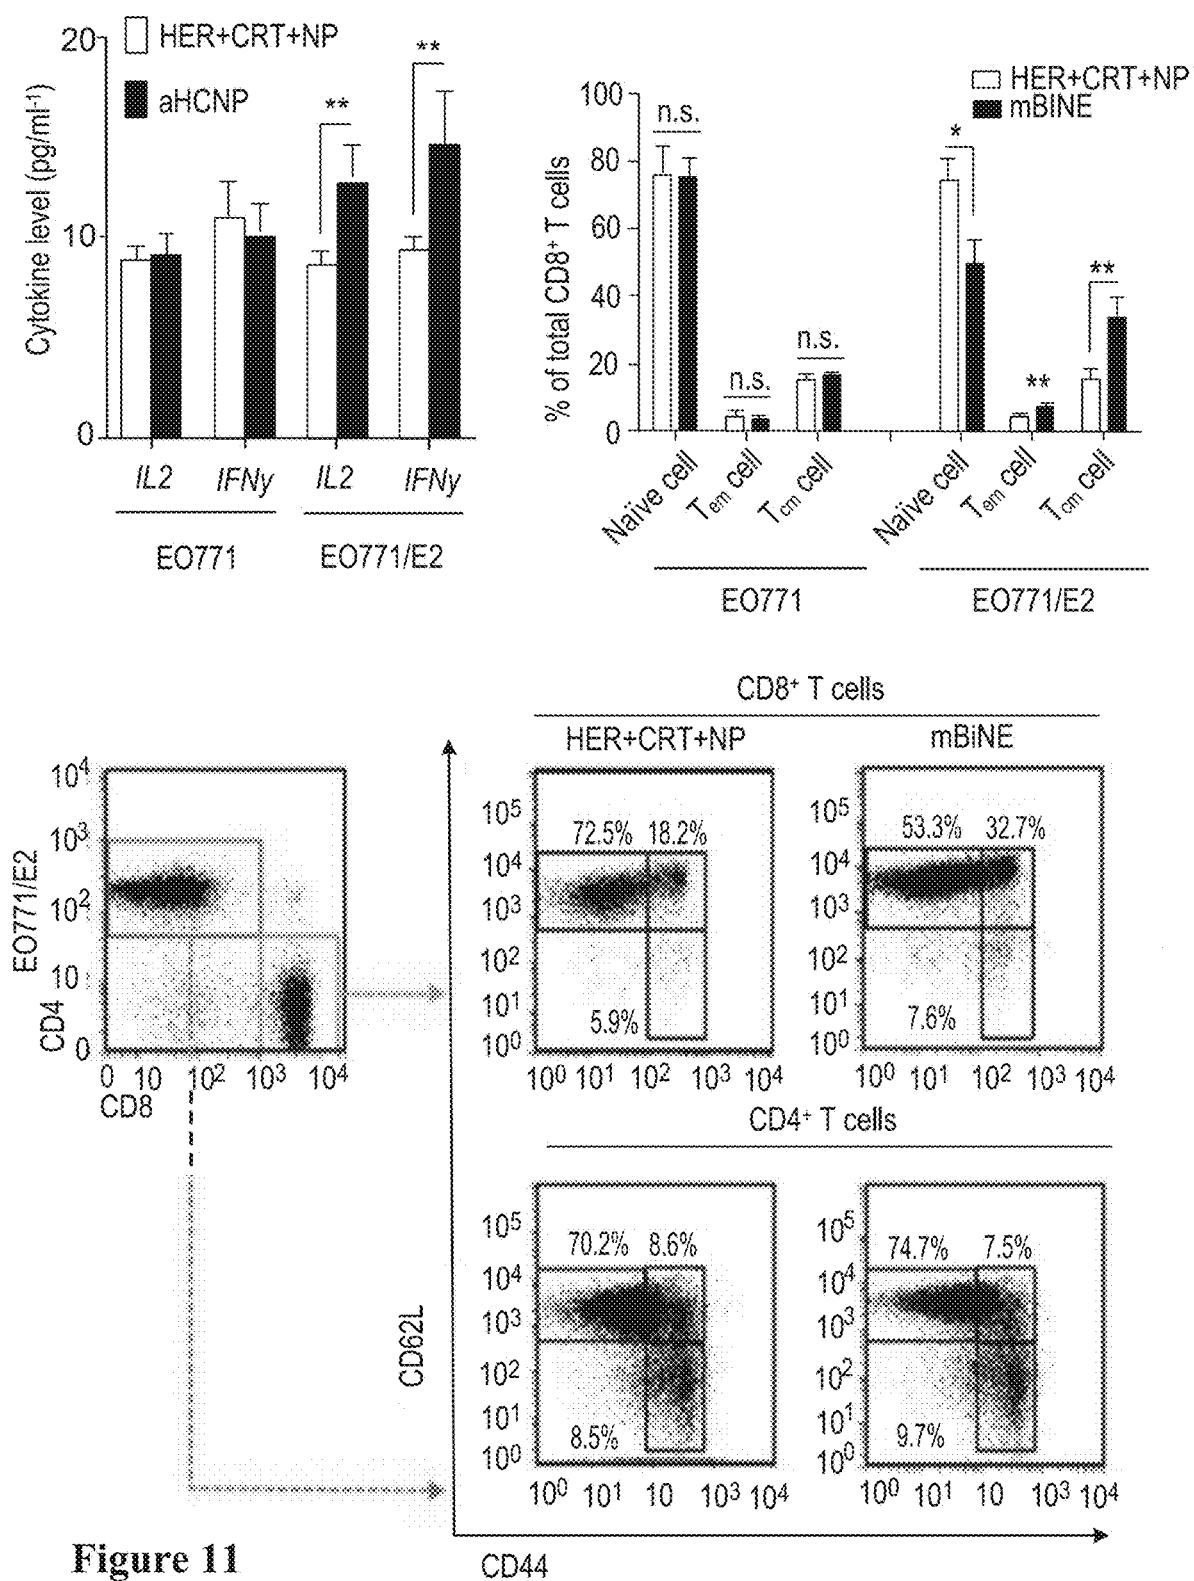 20
HER+CRT+NP
aHCNP
**
**
Cytokine level (pg/ml-1)
10
0
IL2 IFNy IL2 IFNy
EO771 EO771/E2
HER+CRT+NP
mBiNE
100
80
60
40
20
0
% of total CD8+ T cells
n.s.
n.s.
n.s.
*
**
**
Naïve cell
Tem cell
Tcm cell
Naïve cell
Tem cell
Tcm cell
EO771 EO771/E2
CD8+ T cells
HER+CRT+NP mBiNE
EO771/E2
CD4
10⁴
10³
10²
10
0
0 10 10² 10³ 10⁴
CD8
10⁵
10⁴
10³
10²
10¹
10⁰
72.5% 18.2%
5.9%
10⁰ 10¹ 10² 10³ 10⁴
10⁵
10⁴
10³
10²
10¹
10⁰
53.3% 32.7%
7.6%
10⁰ 10¹ 10² 10³ 10⁴
CD4+ T cells
10⁵
10⁴
10³
10²
10¹
10⁰
70.2% 8.6%
8.5%
10⁰ 10¹ 10 10³ 10⁴
10⁵
10⁴
10³
10²
10¹
10⁰
74.7% 7.5%
9.7%
10⁰ 10¹ 10 10³ 10⁴
CD62L
CD44
Figure 11